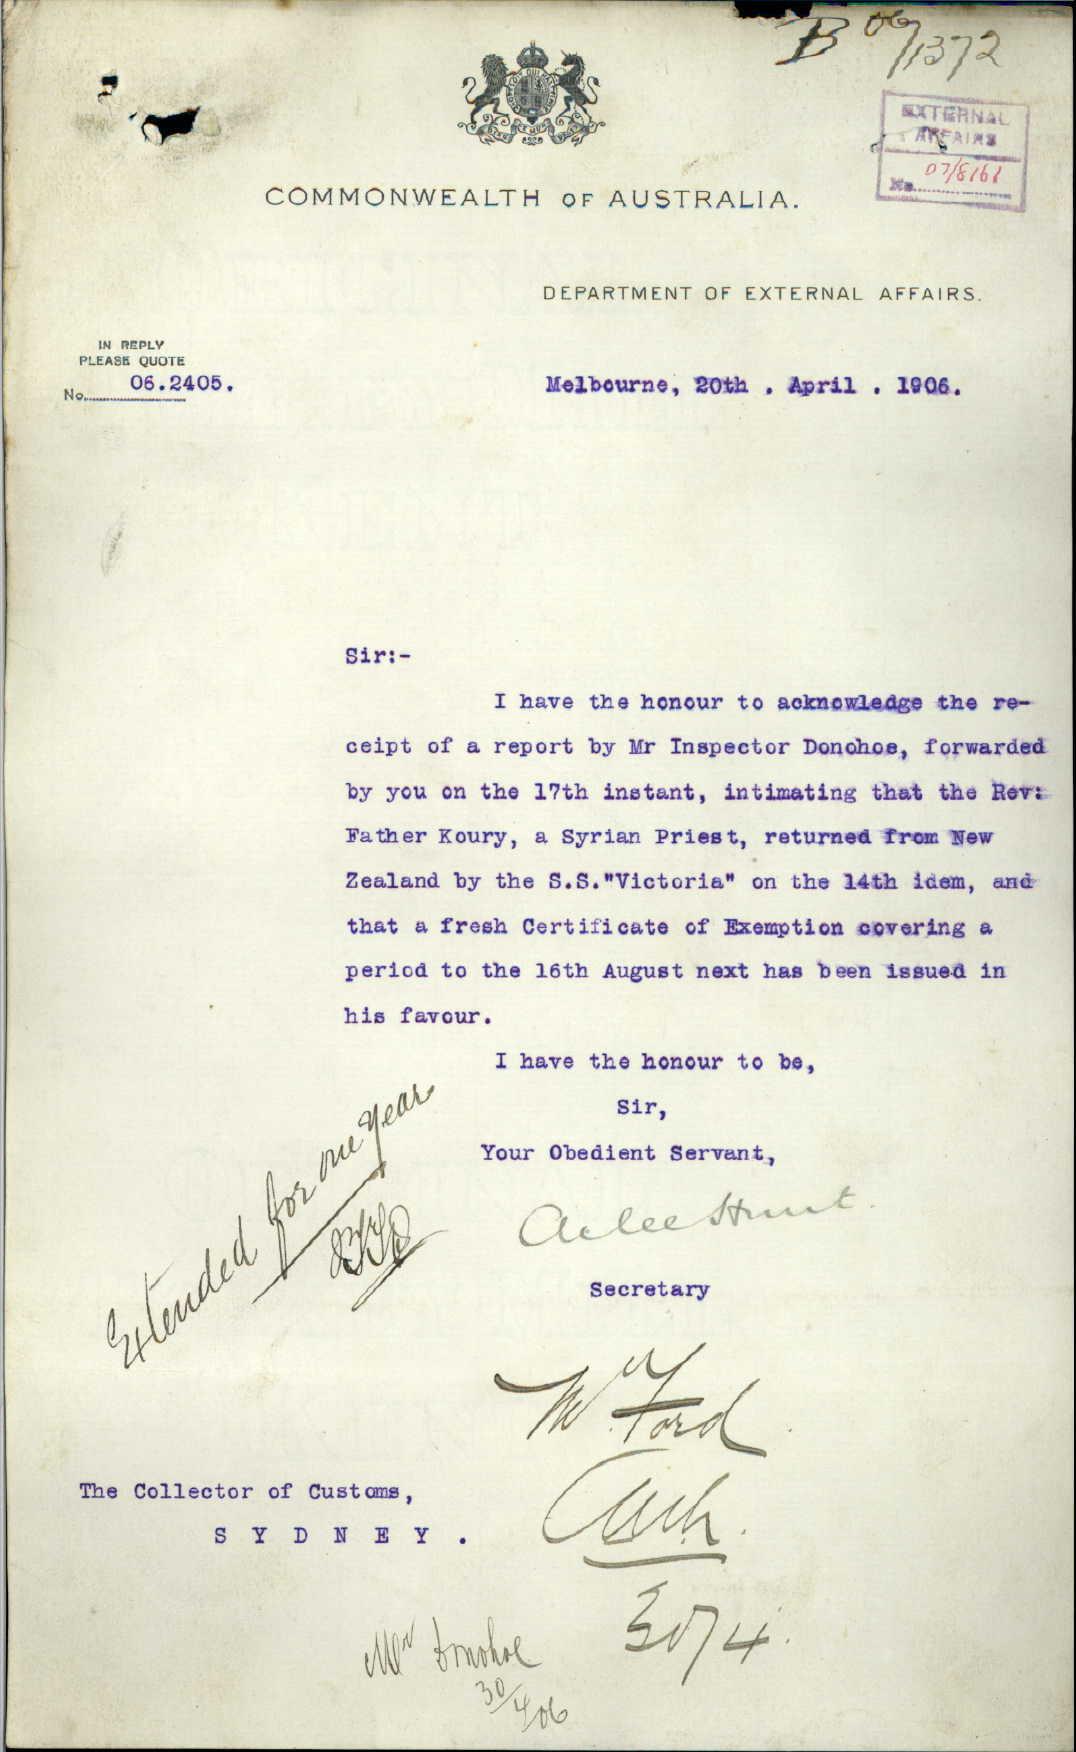 B 06/1372
EXTERNAL
AFFAIRS
No. 07/8161
COMMONWEALTH OF AUSTRALIA.
DEPARTMENT OF EXTERNAL AFFAIRS.
IN REPLY
PLEASE QUOTE
No. 06.2405.
Melbourne, 20th . April . 1906.
Sir:-
I have the honour to acknowledge the re-
ceipt of a report by Mr Inspector Donohoe, forwarded
by you on the 17th instant, intimating that the Rev:
Father Koury, a Syrian Priest, returned from New
Zealand by the S.S."Victoria" on the 14th idem, and
that a fresh Certificate of Exemption covering a
period to the 16th August next has been issued in
his favour.
I have the honour to be,
Sir,
Your Obedient Servant,
Atlee Hunt.
Secretary
Extended for one year
Mr Ford
The Collector of Customs,
S Y D N E Y .
30/4.
Mr Donohoe
30/4/06